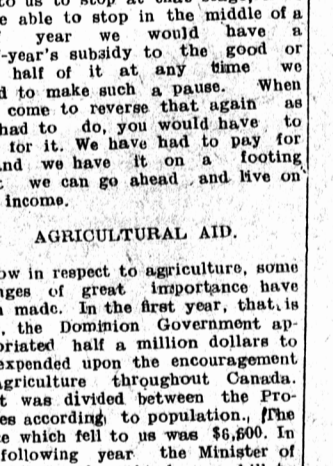 to us to stop at that
e able to stop in the middle of a
year we would have a
-year's subsidy to the good or
half of it at any time we
d to make such a pause. When
come to reverse that again as
had to do, you would have to
for it. We have had to pay for
nd we have it on a footing
we can go ahead and live on
income.
AGRICULTURAL AID.
ow in respect to agriculture, some
nges of great importance have
made. In the first year, that is
, the Dominion Government ap-
oriated half a million dollars to
expended upon the encouragement
griculture throughout Canada.
t was divided between the Pro-
es according to population. The
e which fell to us was $6,600. In
following year the Minister of